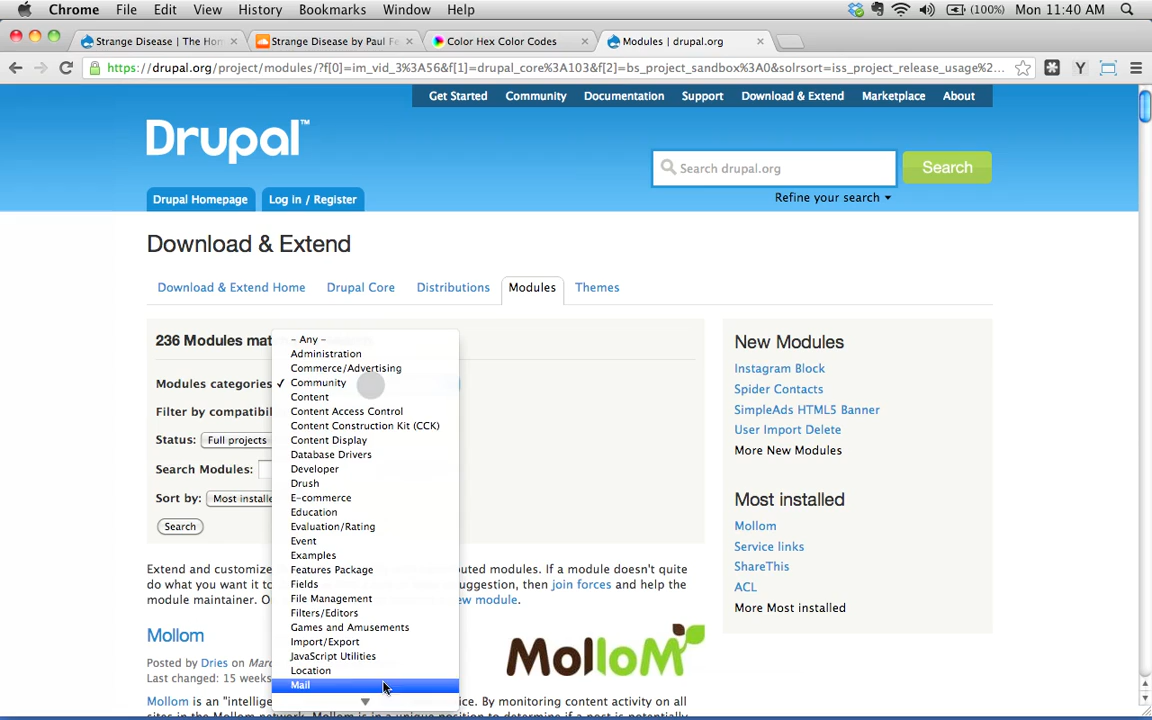 Chrome File Edit View History Bookmarks Window Help (100%) Mon 11:40 AM
Strange Disease | The Hom Strange Disease by Paul Fe Color Hex Color Codes Modules | drupal.org
https://drupal.org/project/modules/?f[0]=im_vid_3%3A56&f[1]=drupal_core%3A103&f[2]=bs_project_sandbox%3A0&solrsort=iss_project_release_usage%2...
Get Started Community Documentation Support Download & Extend Marketplace About
Drupal™
Search drupal.org Search
Refine your search
Drupal Homepage Log in / Register
Download & Extend
Download & Extend Home Drupal Core Distributions Modules Themes
236 Modules mat
Modules categories
Filter by compatibil
Status: Full projects
Search Modules:
Sort by: Most installe
Search
– Any –
Administration
Commerce/Advertising
✓ Community
Content
Content Access Control
Content Construction Kit (CCK)
Content Display
Database Drivers
Developer
Drush
E-commerce
Education
Evaluation/Rating
Event
Examples
Features Package
Fields
File Management
Filters/Editors
Games and Amusements
Import/Export
JavaScript Utilities
Location
Mail
New Modules
Instagram Block
Spider Contacts
SimpleAds HTML5 Banner
User Import Delete
More New Modules
Most installed
Mollom
Service links
ShareThis
ACL
More Most installed
Extend and customize buted modules. If a module doesn't quite
do what you want it to uggestion, then join forces and help the
module maintainer. O ew module.
Mollom
MolloM
Posted by Dries on Marc
Last changed: 15 weeks
Mollom is an "intellige ce. By monitoring content activity on all